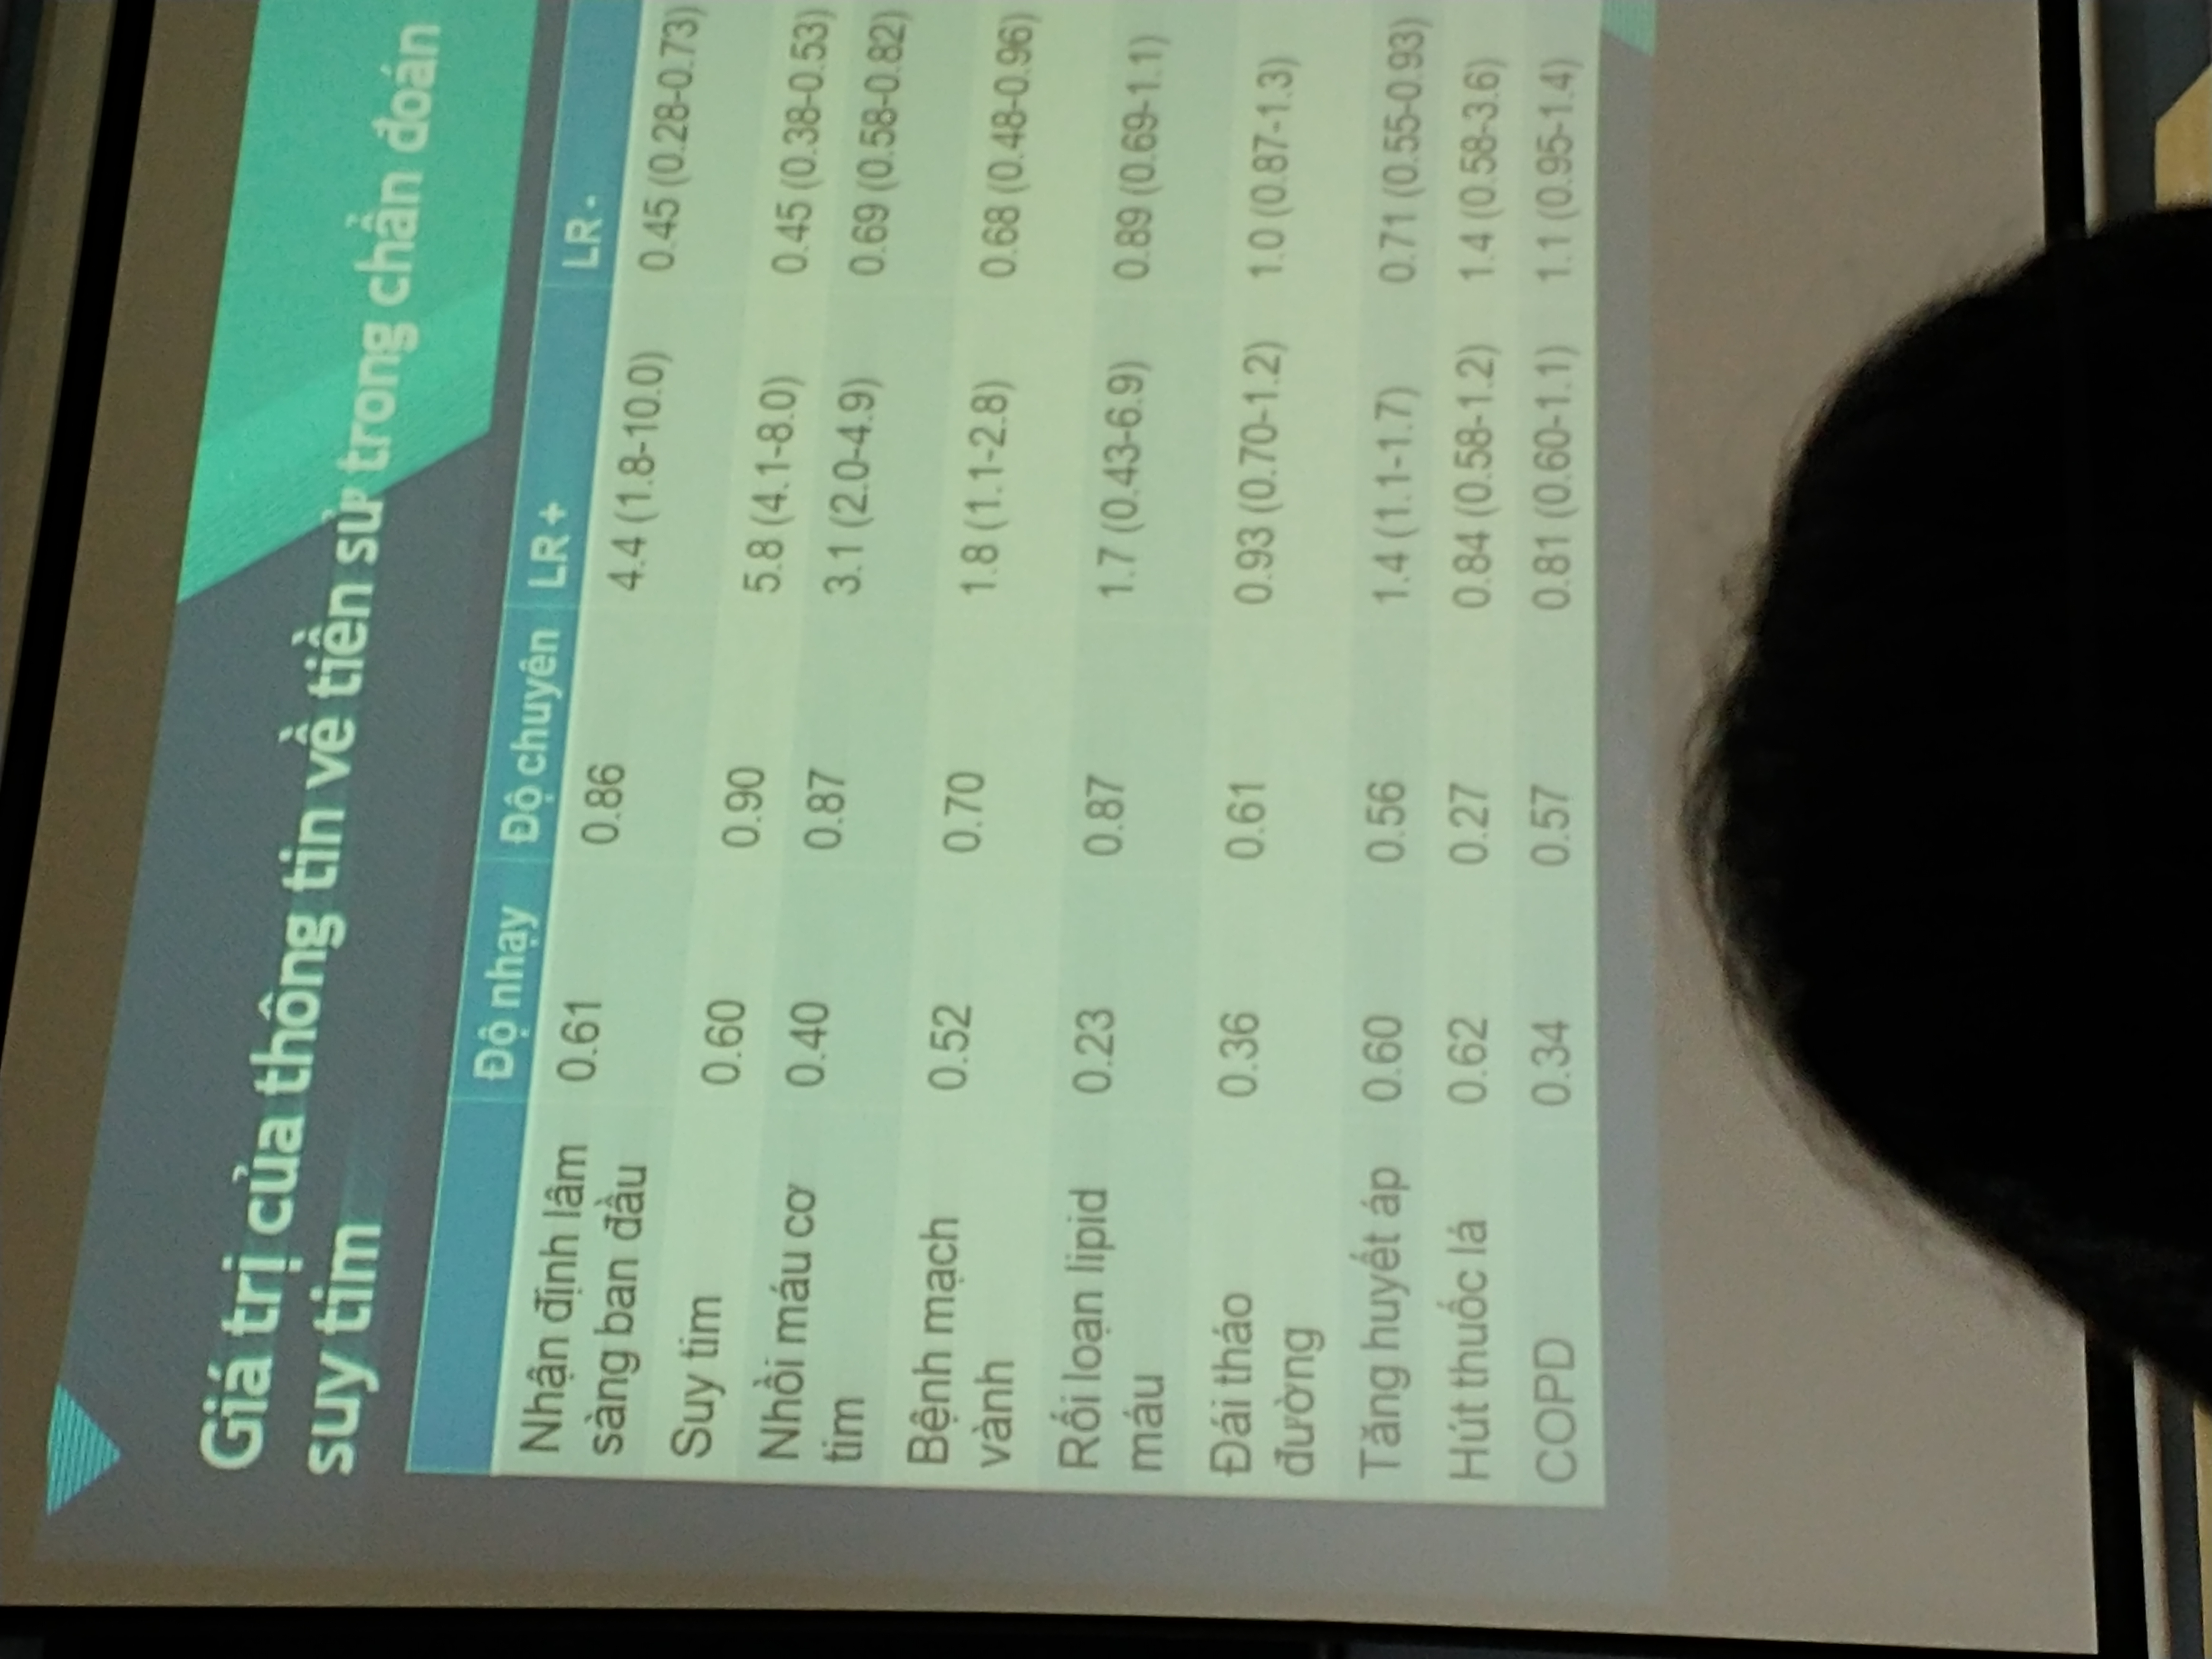 Giá trị của thông tin về tiền sử trong chẩn đoán
suy tim
Độ nhạy Độ chuyên LR + LR -
Nhận định lâm 0.61 0.86 4.4 (1.8-10.0) 0.45 (0.28-0.73)
sàng ban đầu
Suy tim 0.60 0.90 5.8 (4.1-8.0) 0.45 (0.38-0.53)
Nhồi máu cơ 0.40 0.87 3.1 (2.0-4.9) 0.69 (0.58-0.82)
tim
Bệnh mạch 0.52 0.70 1.8 (1.1-2.8) 0.68 (0.48-0.96)
vành
Rối loạn lipid 0.23 0.87 1.7 (0.43-6.9) 0.89 (0.69-1.1)
máu
Đái tháo 0.36 0.61 0.93 (0.70-1.2) 1.0 (0.87-1.3)
đường
Tăng huyết áp 0.60 0.56 1.4 (1.1-1.7) 0.71 (0.55-0.93)
Hút thuốc lá 0.62 0.27 0.84 (0.58-1.2) 1.4 (0.58-3.6)
COPD 0.34 0.57 0.81 (0.60-1.1) 1.1 (0.95-1.4)